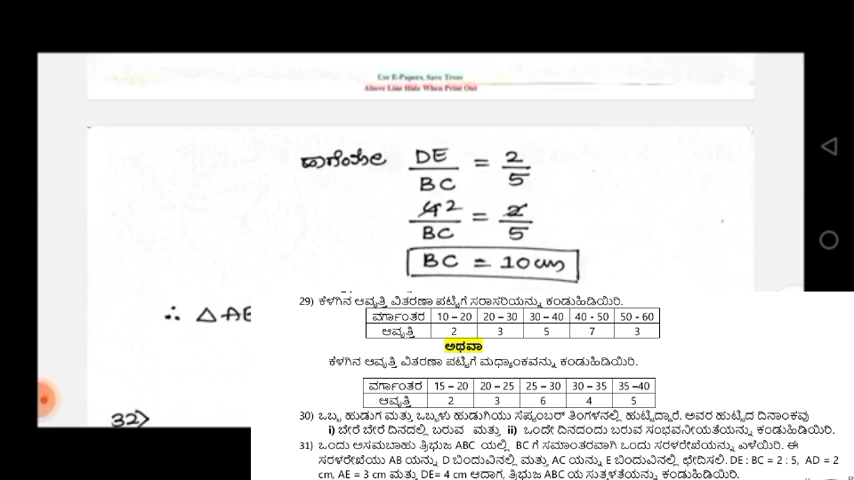 Use E-Papers, Save Trees
Above Line Hide When Print Out
ಹಾಗೆಯೇ DE/BC = 2/5
4 2/BC = 2/5
BC = 10cm
∴ △AE
32)
29) ಕೆಳಗಿನ ಆವೃತ್ತಿ ವಿತರಣಾ ಪಟ್ಟಿಗೆ ಸರಾಸರಿಯನ್ನು ಕಂಡುಹಿಡಿಯಿರಿ.
ವರ್ಗಾಂತರ 10 – 20 20 – 30 30 – 40 40 - 50 50 - 60
ಆವೃತ್ತಿ 2 3 5 7 3
ಅಥವಾ
ಕೆಳಗಿನ ಆವೃತ್ತಿ ವಿತರಣಾ ಪಟ್ಟಿಗೆ ಮಧ್ಯಾಂಕವನ್ನು ಕಂಡುಹಿಡಿಯಿರಿ.
ವರ್ಗಾಂತರ 15 – 20 20 – 25 25 – 30 30 – 35 35 –40
ಆವೃತ್ತಿ 2 3 6 4 5
30) ಒಬ್ಬ ಹುಡುಗ ಮತ್ತು ಒಬ್ಬಳು ಹುಡುಗಿಯು ಸೆಪ್ಟಂಬರ್ ತಿಂಗಳನಲ್ಲಿ ಹುಟ್ಟಿದ್ದಾರೆ. ಅವರ ಹುಟ್ಟಿದ ದಿನಾಂಕವು
i) ಬೇರೆ ಬೇರೆ ದಿನದಲ್ಲಿ ಬರುವ ಮತ್ತು ii) ಒಂದೇ ದಿನದಂದು ಬರುವ ಸಂಭವನೀಯತೆಯನ್ನು ಕಂಡುಹಿಡಿಯಿರಿ.
31) ಒಂದು ಅಸಮಬಾಹು ತ್ರಿಭುಜ ABC ಯಲ್ಲಿ BC ಗೆ ಸಮಾಂತರವಾಗಿ ಒಂದು ಸರಳರೇಖೆಯನ್ನು ಎಳೆಯಿರಿ. ಈ
ಸರಳರೇಖೆಯು AB ಯನ್ನು D ಬಿಂದುವಿನಲ್ಲಿ ಮತ್ತು AC ಯನ್ನು E ಬಿಂದುವಿನಲ್ಲಿ ಛೇದಿಸಲಿ. DE : BC = 2 : 5, AD = 2
cm, AE = 3 cm ಮತ್ತು DE= 4 cm ಆದಾಗ, ತ್ರಿಭುಜ ABC ಯ ಸುತ್ತಳತೆಯನ್ನು ಕಂಡುಹಿಡಿಯಿರಿ.